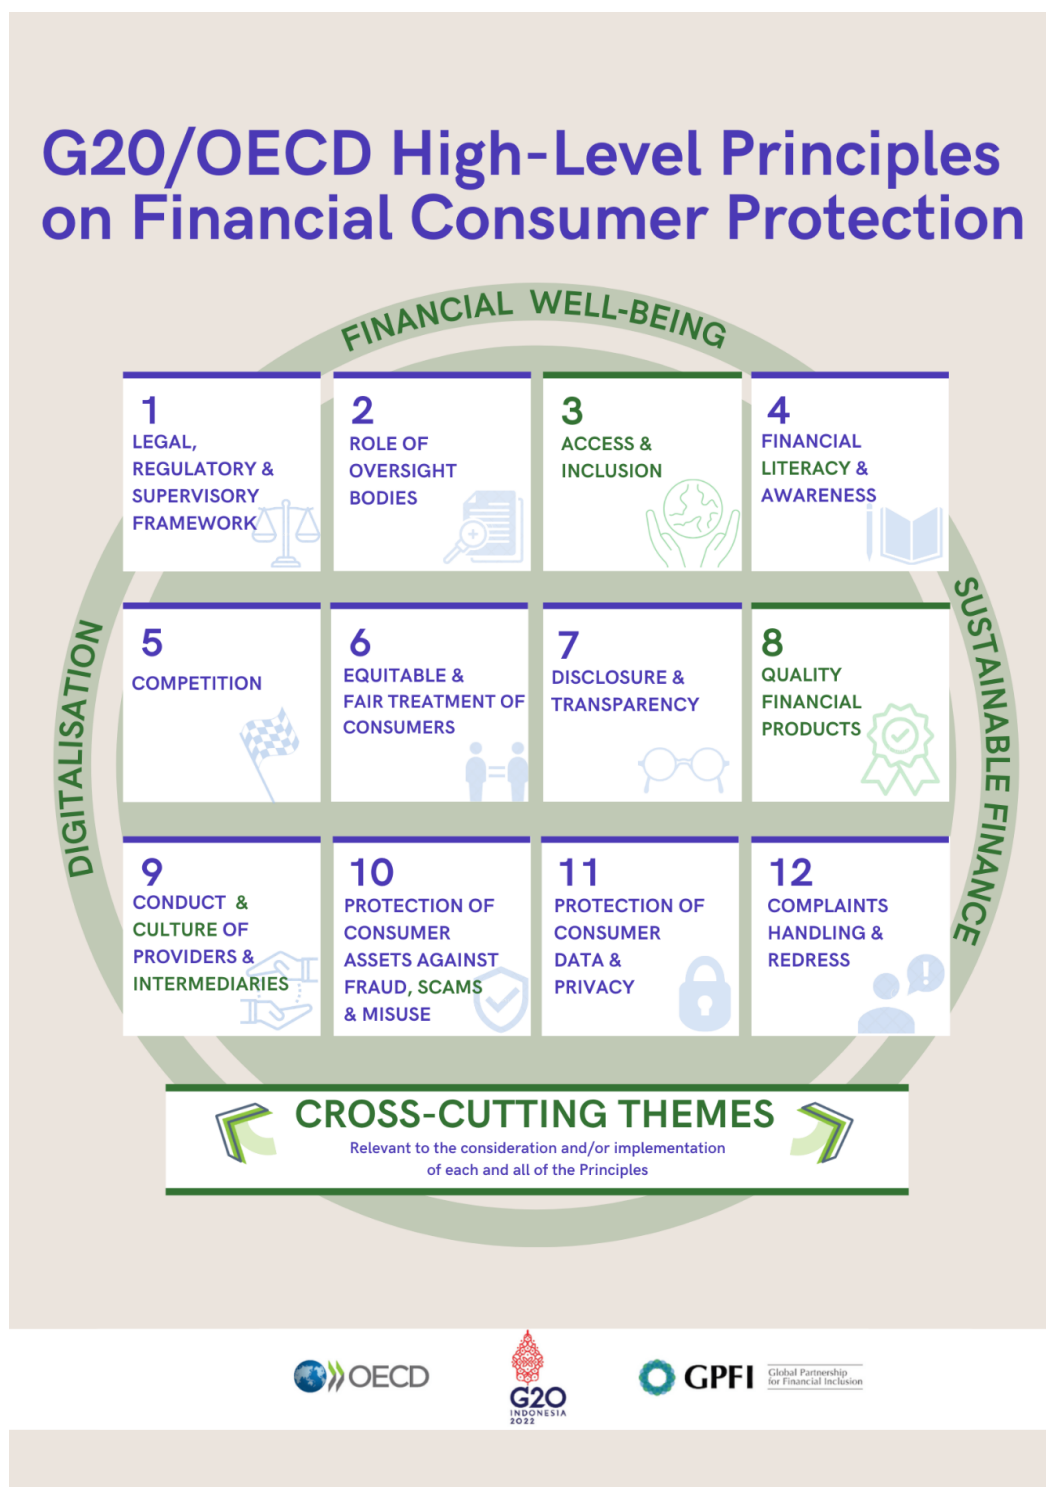 G20/OECD High-Level Principles
on Financial Consumer Protection
FINANCIAL WELL-BEING
DIGITALISATION
SUSTAINABLE FINANCE
1
LEGAL,
REGULATORY &
SUPERVISORY
FRAMEWORK
2
ROLE OF
OVERSIGHT
BODIES
3
ACCESS &
INCLUSION
4
FINANCIAL
LITERACY &
AWARENESS
5
COMPETITION
6
EQUITABLE &
FAIR TREATMENT OF
CONSUMERS
7
DISCLOSURE &
TRANSPARENCY
8
QUALITY
FINANCIAL
PRODUCTS
9
CONDUCT &
CULTURE OF
PROVIDERS &
INTERMEDIARIES
10
PROTECTION OF
CONSUMER
ASSETS AGAINST
FRAUD, SCAMS
& MISUSE
11
PROTECTION OF
CONSUMER
DATA &
PRIVACY
12
COMPLAINTS
HANDLING &
REDRESS
CROSS-CUTTING THEMES
Relevant to the consideration and/or implementation
of each and all of the Principles
OECD
G20
INDONESIA
2022
GPFI
Global Partnership
for Financial Inclusion